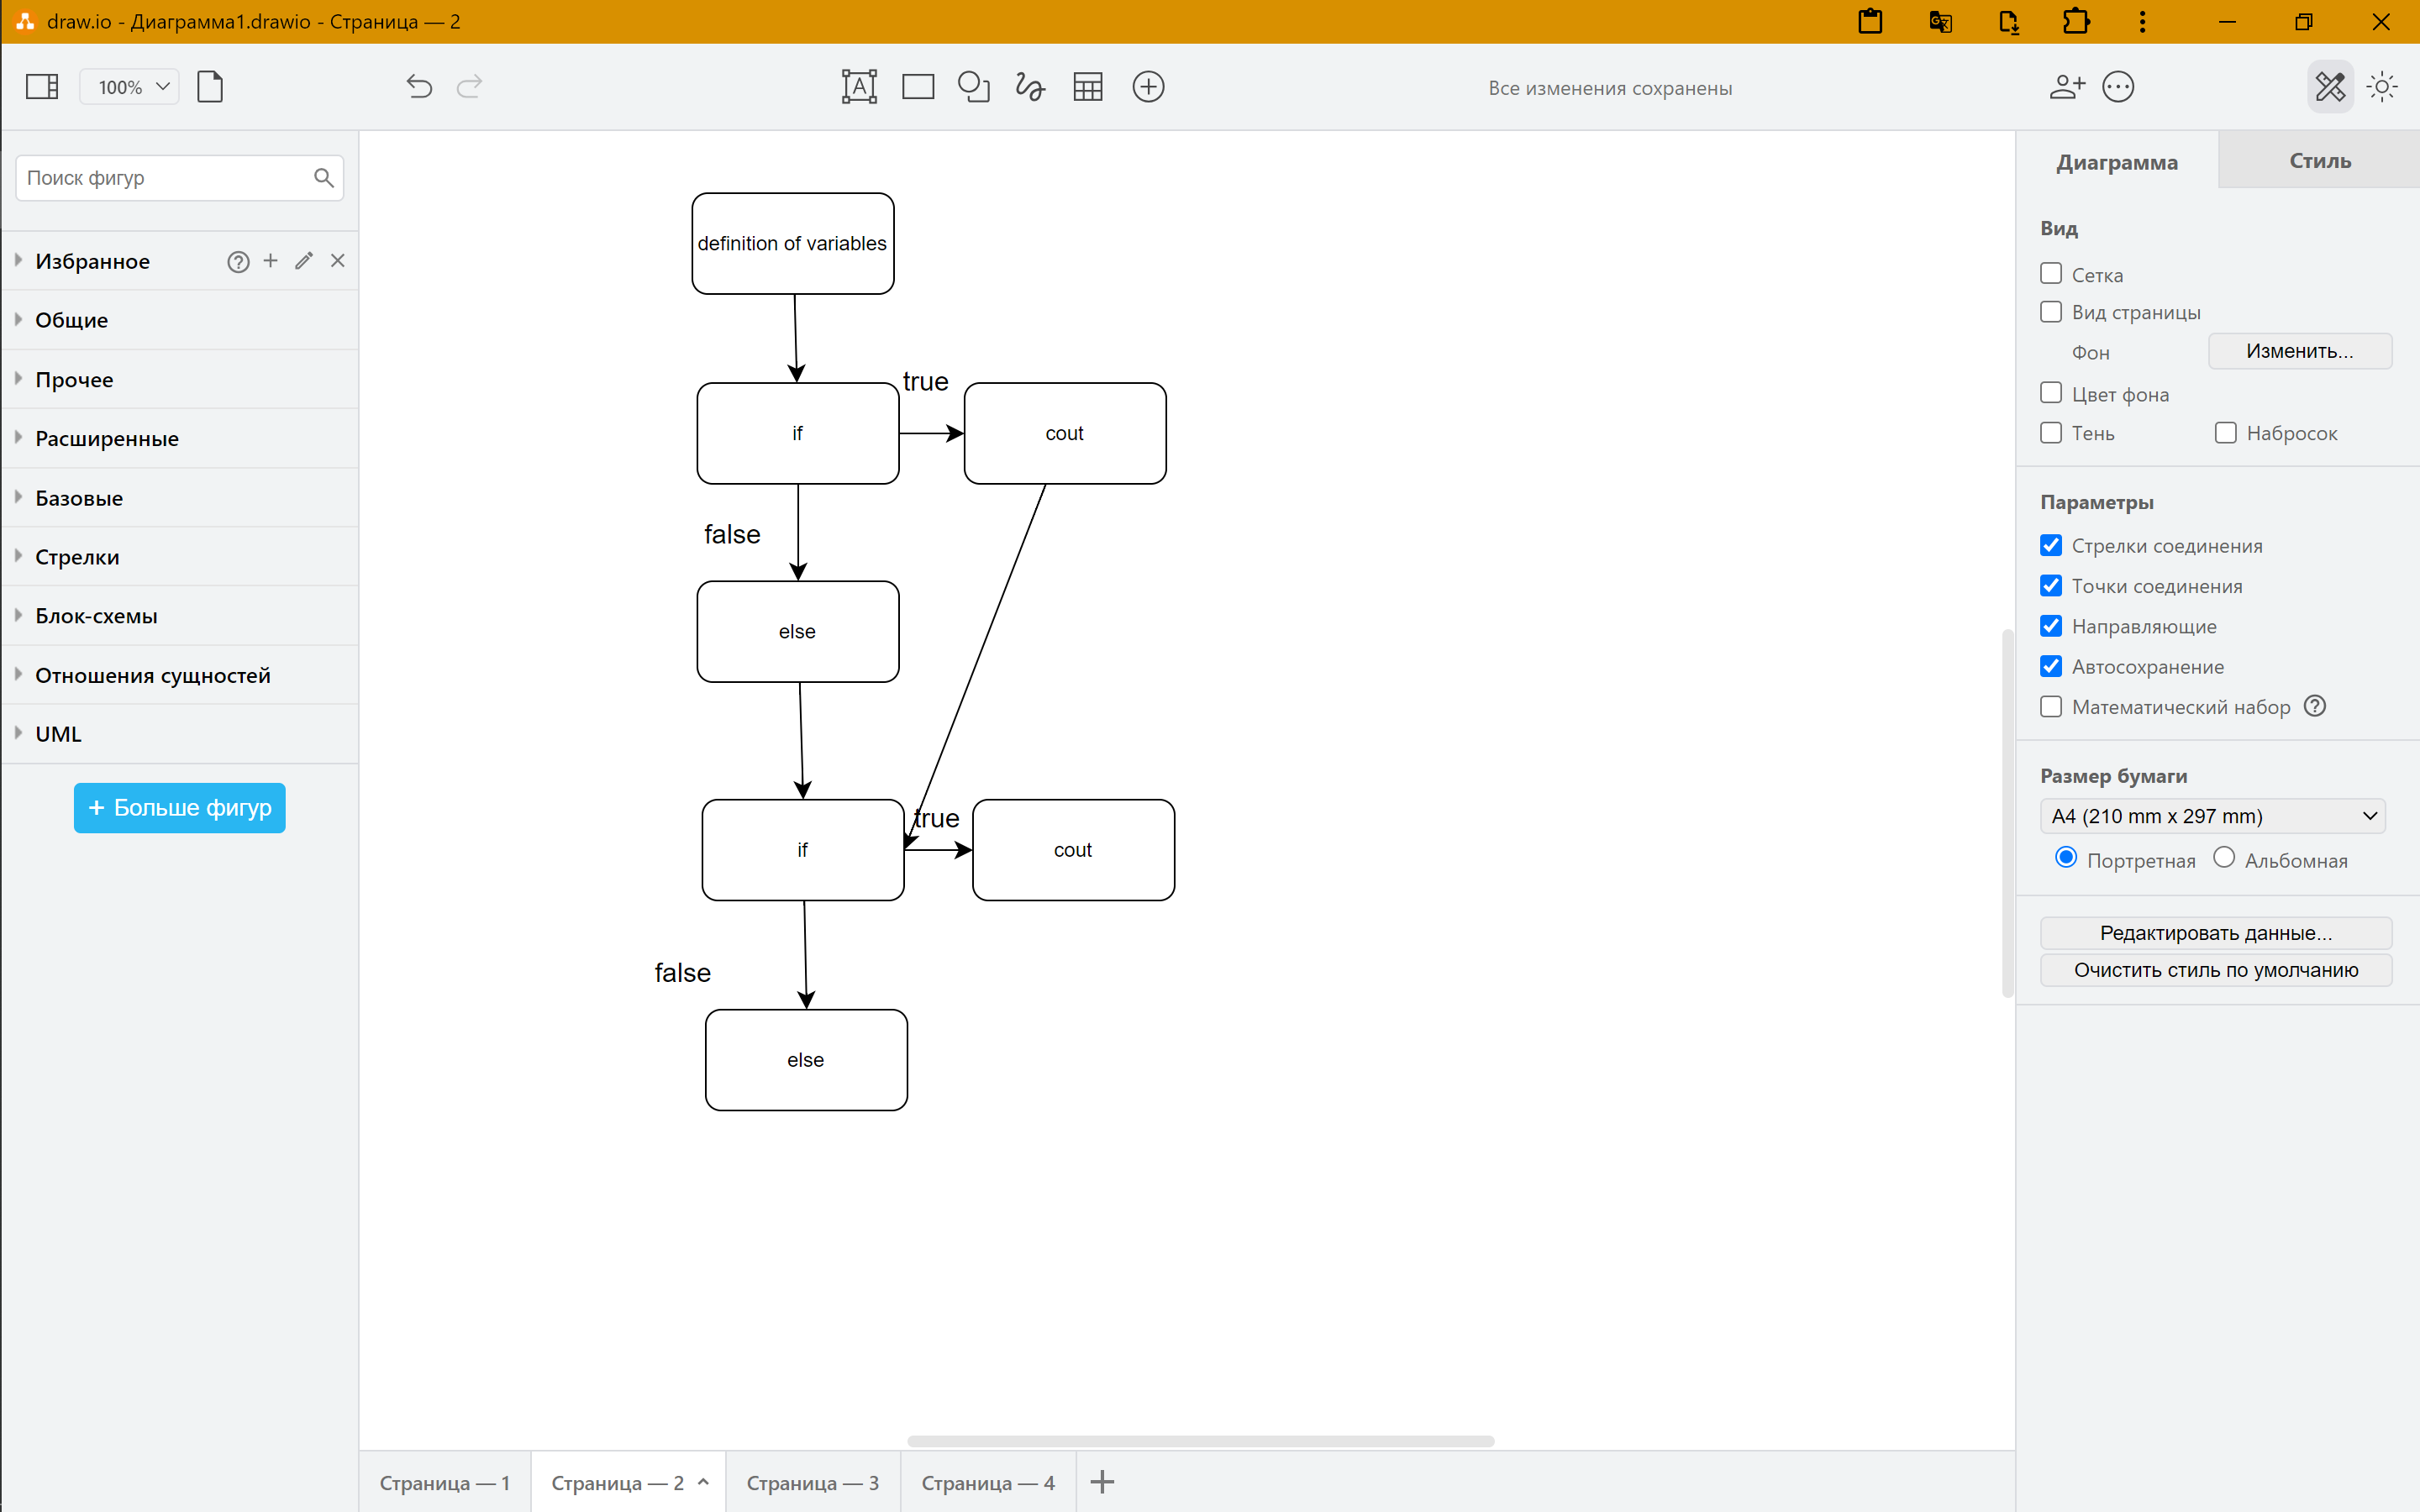 draw.io - Диаграмма1.drawio - Страница — 2
100%
Все изменения сохранены
Поиск фигур
Избранное
Общие
Прочее
Расширенные
Базовые
Стрелки
Блок-схемы
Отношения сущностей
UML
+ Больше фигур
definition of variables
true
if
cout
false
else
true
if
cout
false
else
Диаграмма
Стиль
Вид
Сетка
Вид страницы
Фон
Изменить...
Цвет фона
Тень
Набросок
Параметры
Стрелки соединения
Точки соединения
Направляющие
Автосохранение
Математический набор
Размер бумаги
A4 (210 mm x 297 mm)
Портретная
Альбомная
Редактировать данные...
Очистить стиль по умолчанию
Страница — 1
Страница — 2
Страница — 3
Страница — 4